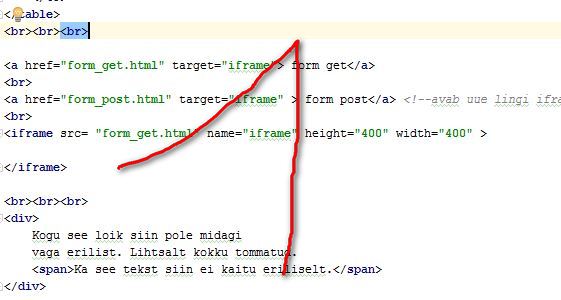 </table>
<br><br><br>
<a href="form_get.html" target="iframe"> form get</a>
<br>
<a href="form_post.html" target="iframe" > form post</a> <!--avab uue lingi ifra
<br>
<iframe src= "form_get.html" name="iframe" height="400" width="400" >
</iframe>
<br><br><br>
<div>
Kogu see loik siin pole midagi
vaga erilist. Lihtsalt kokku tommatud.
<span>Ka see tekst siin ei kaitu eriliselt.</span>
</div>